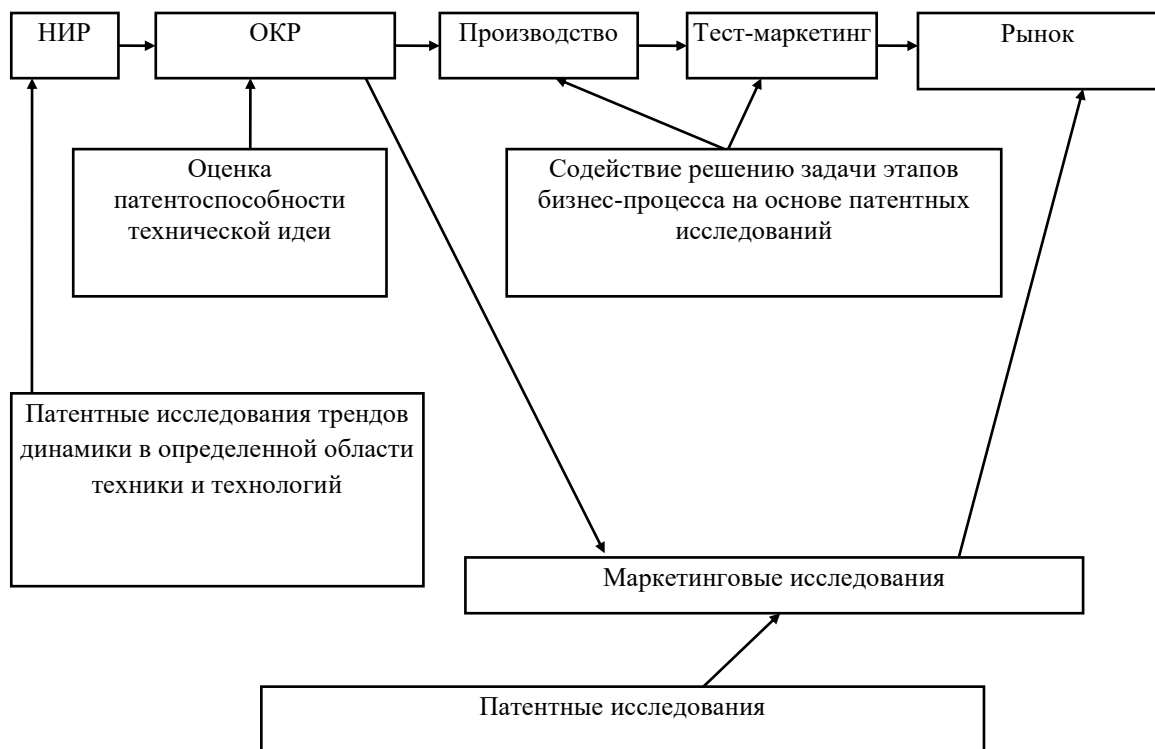 НИР
ОКР
Производство
Тест-маркетинг
Рынок
Оценка
патентоспособности
технической идеи
Содействие решению задачи этапов
бизнес-процесса на основе патентных
исследований
Патентные исследования трендов
динамики в определенной области
техники и технологий
Маркетинговые исследования
Патентные исследования